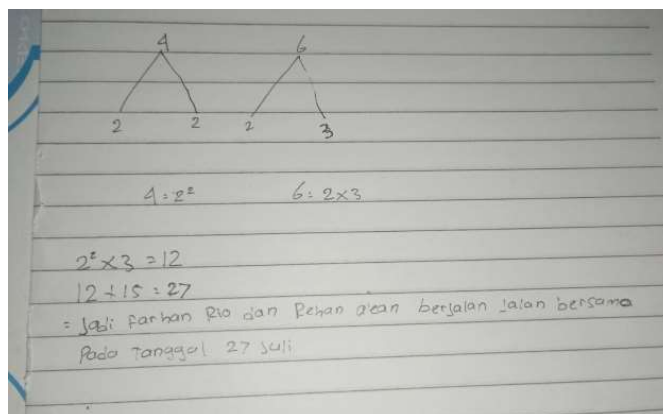 4 6
2 2 2 3
4 = 2² 6 = 2 × 3
2² × 3 = 12
12 + 15 = 27
= Jadi Farhan Rio dan Rehan akan berjalan jalan bersama
Pada Tanggal 27 Juli